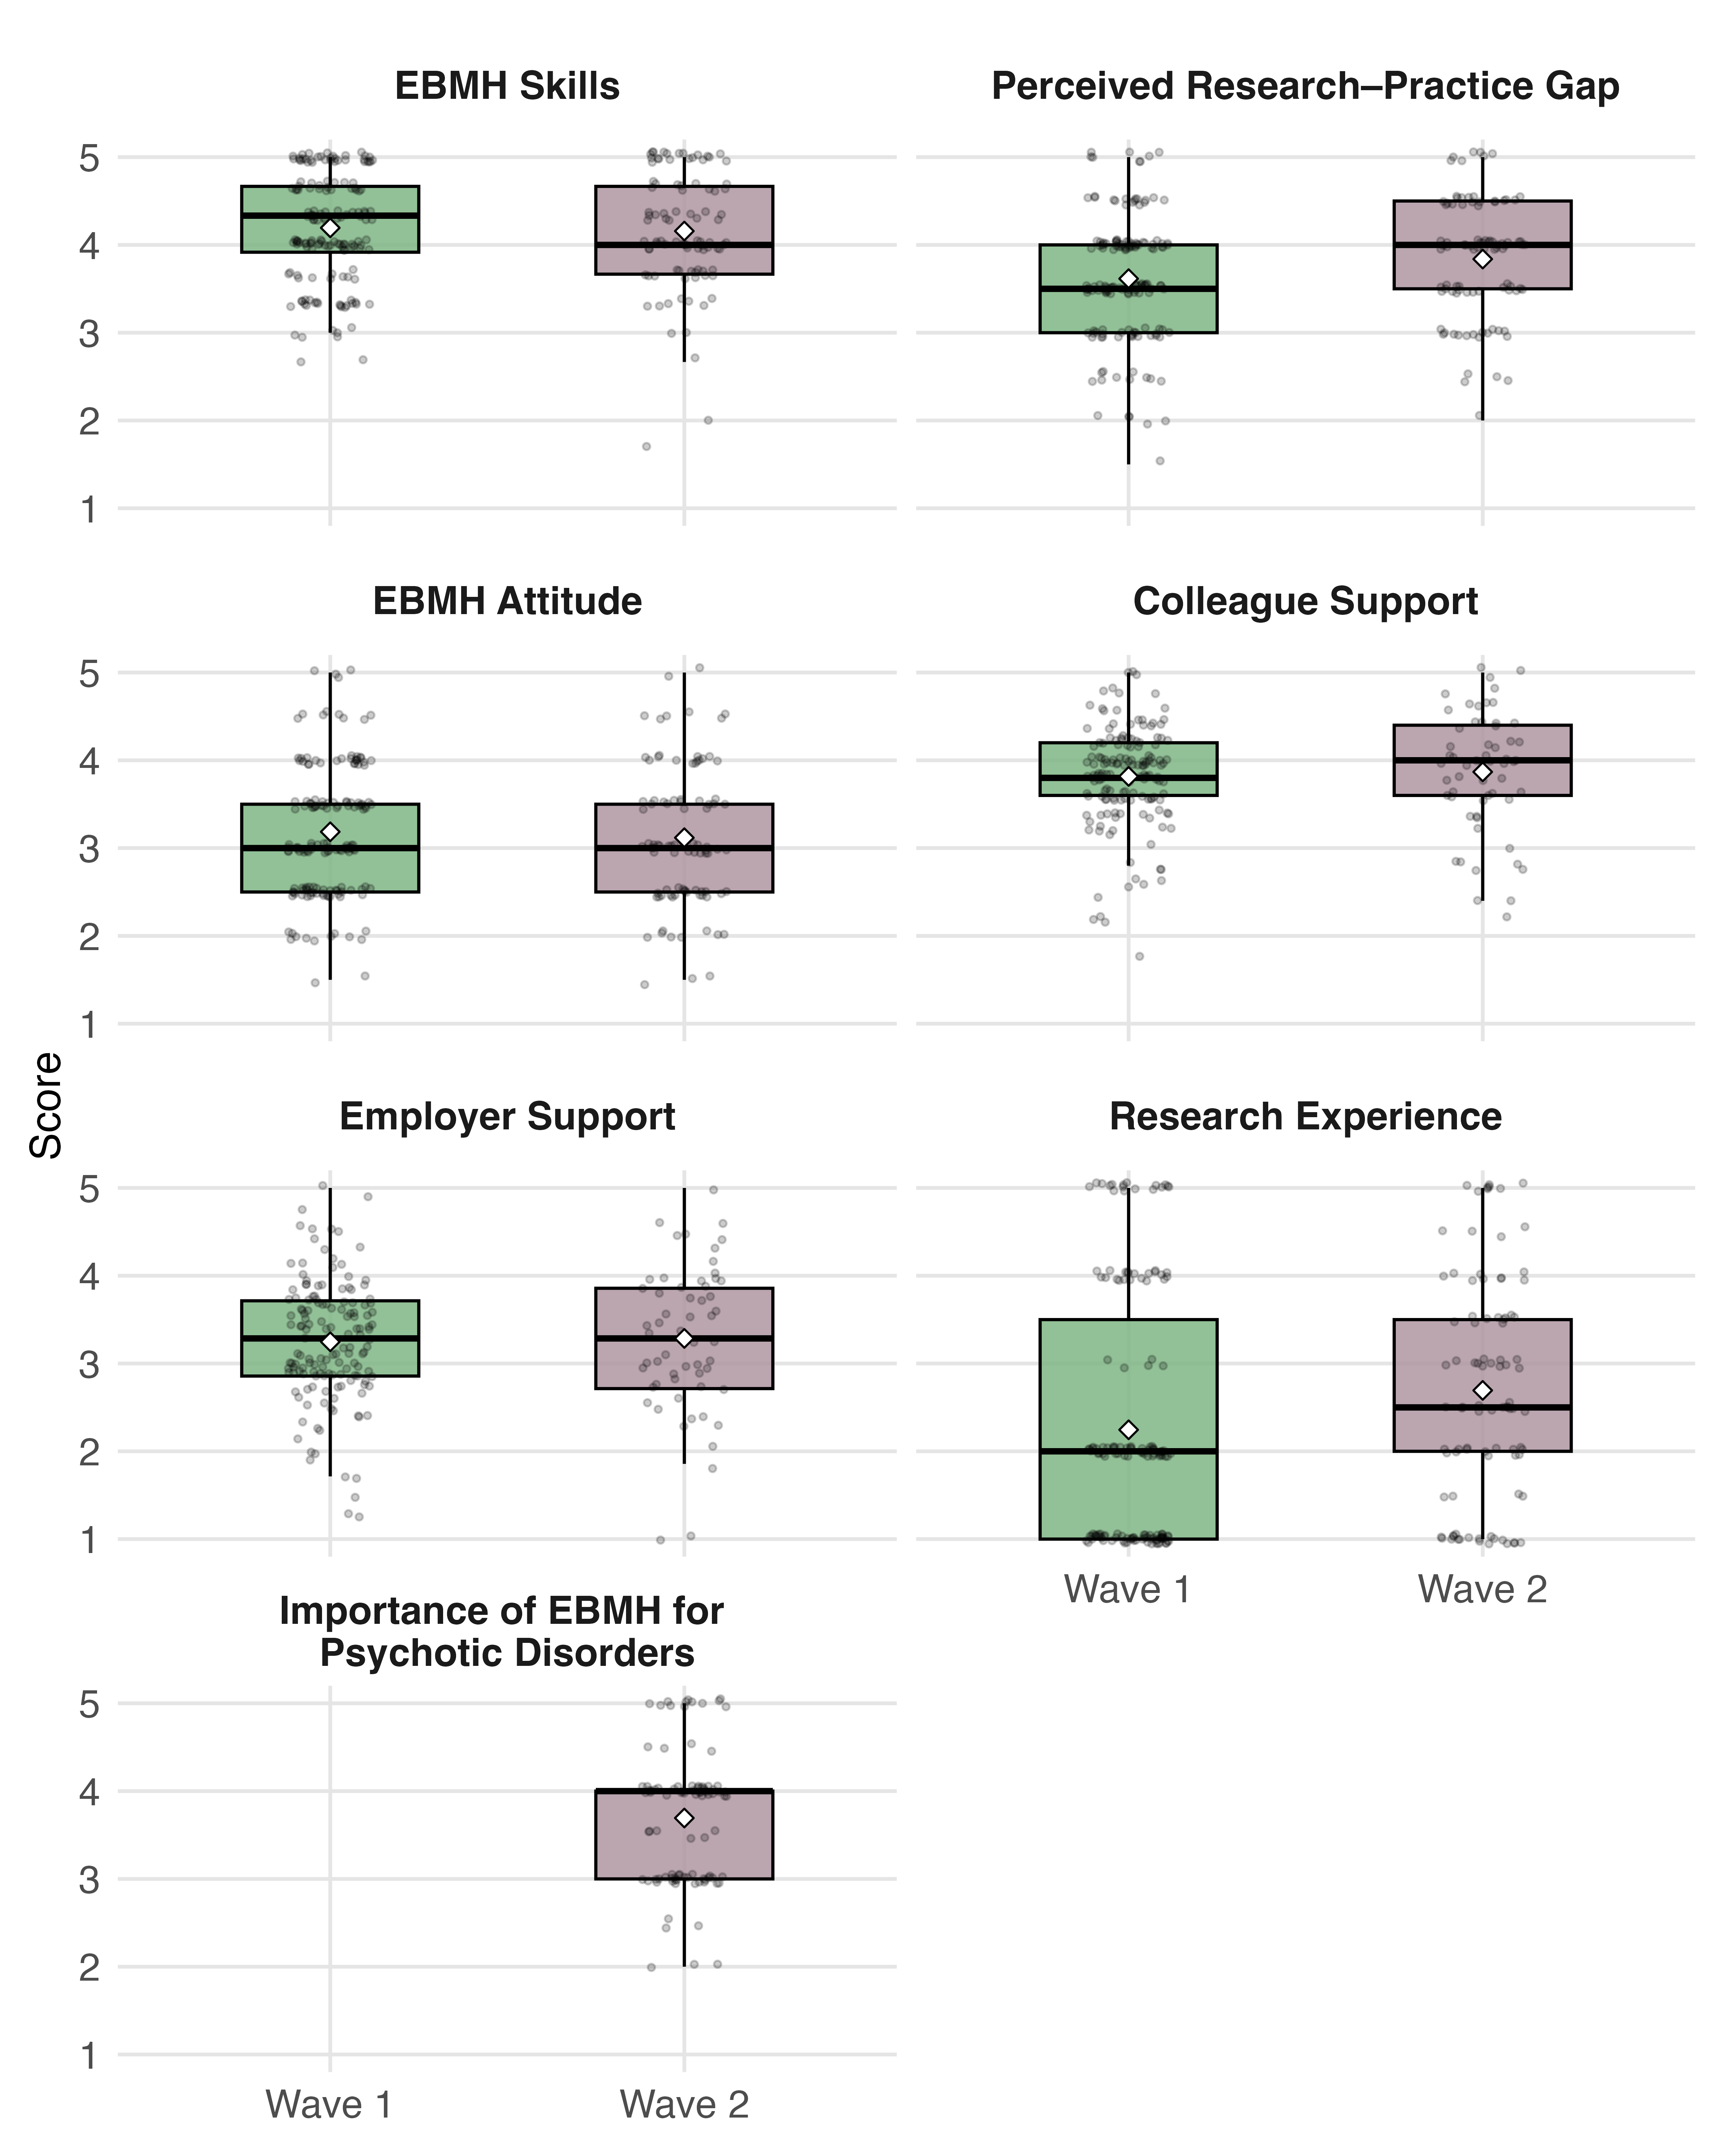 EBMH Skills
Perceived Research–Practice Gap
5
4
3
2
1
EBMH Attitude
Colleague Support
5
4
3
2
1
Score
Employer Support
Research Experience
5
4
3
2
1
Wave 1
Wave 2
Importance of EBMH for
Psychotic Disorders
5
4
3
2
1
Wave 1
Wave 2